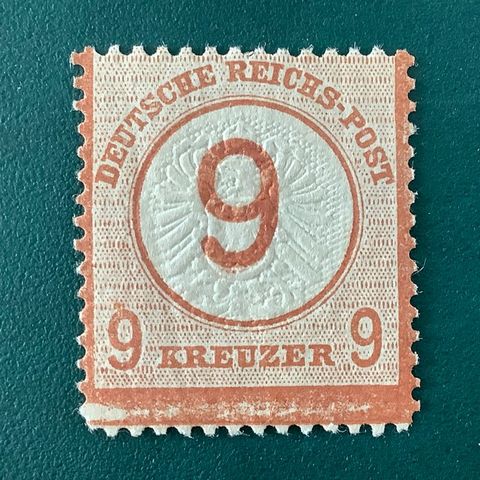 DEUTSCHE REICHS-POST
9
9 KREUZER 9